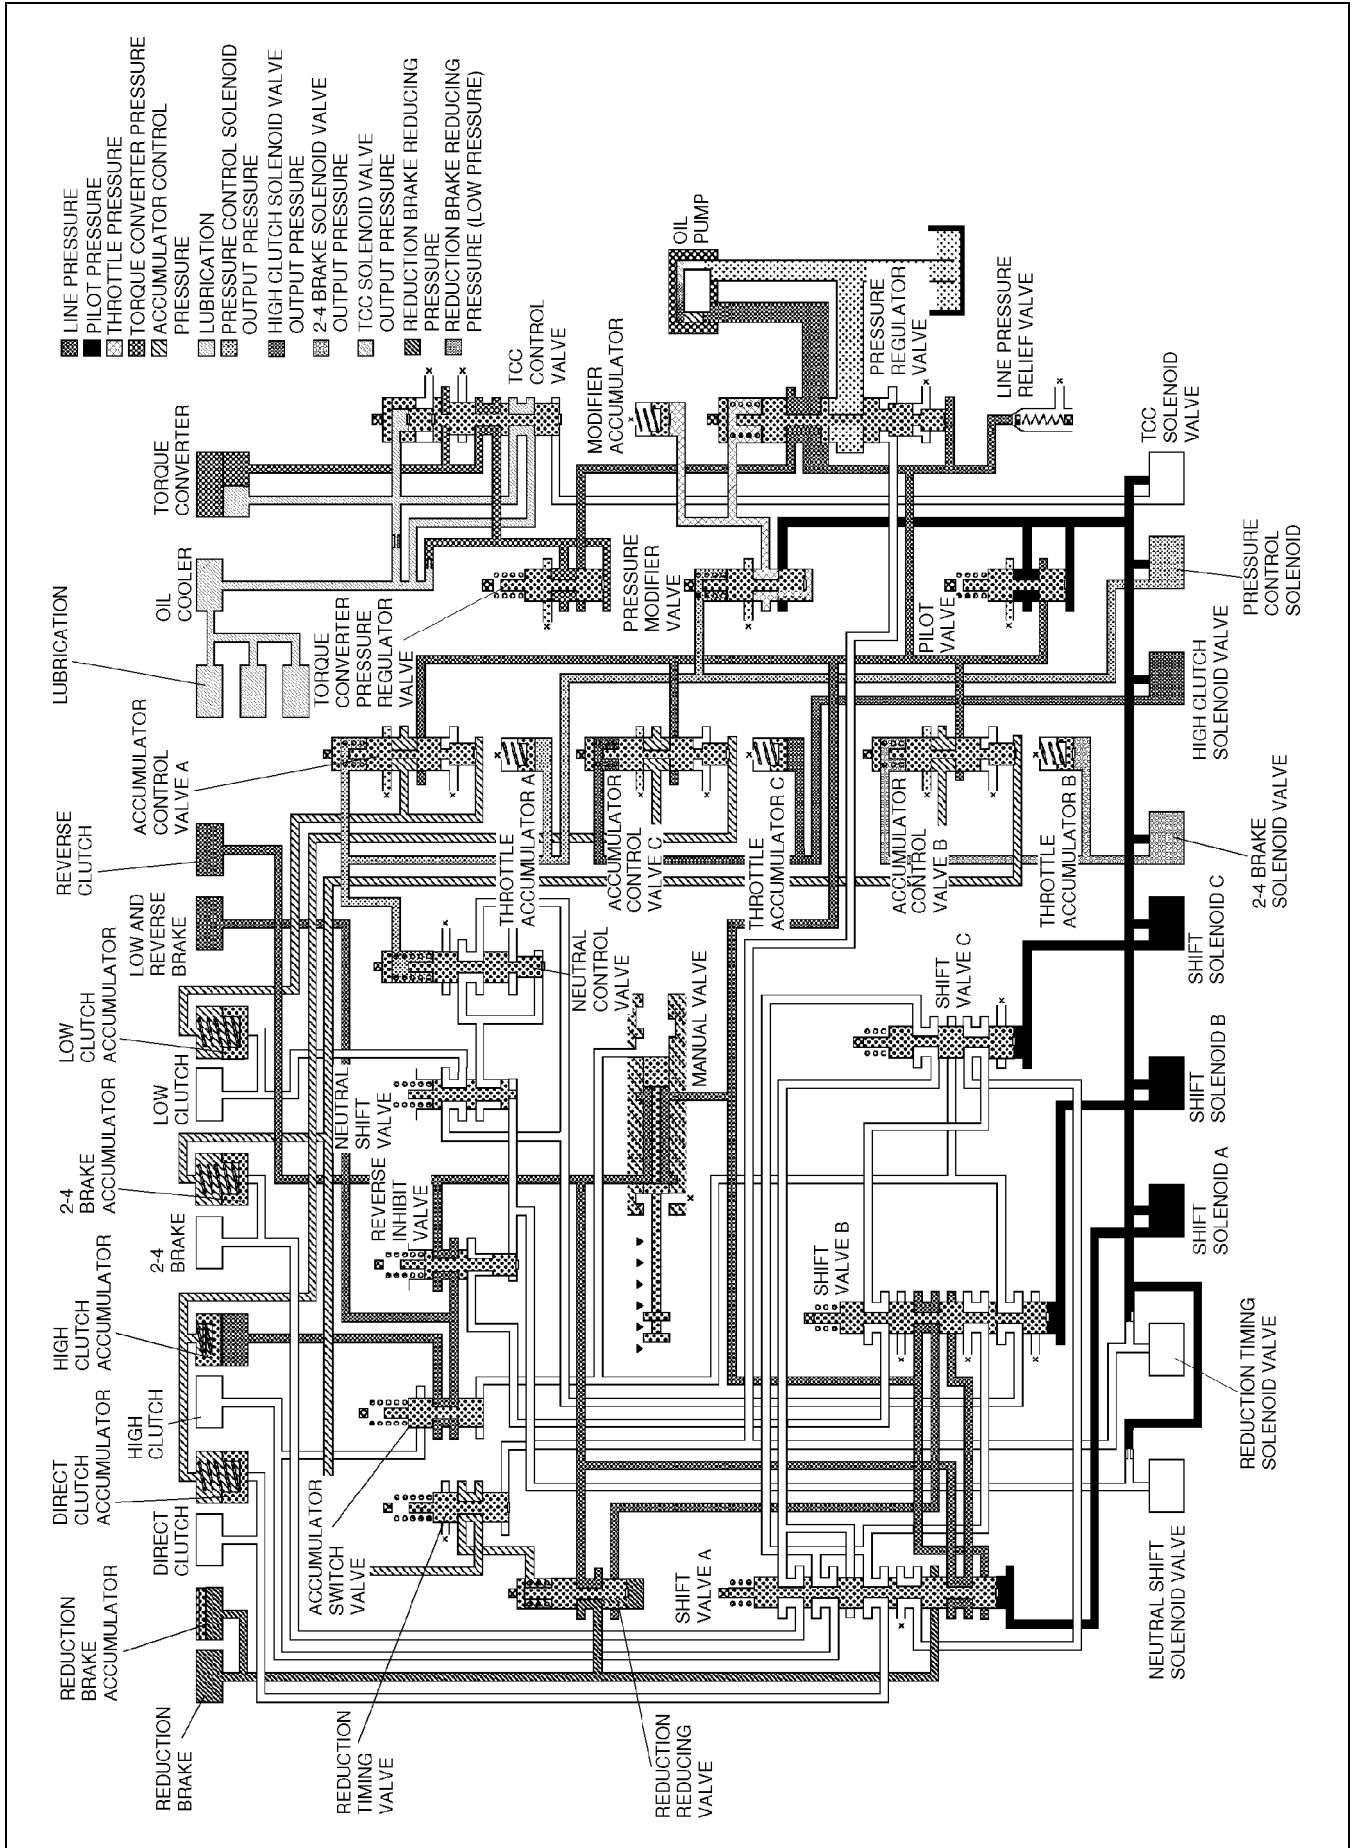 LINE PRESSURE
PILOT PRESSURE
THROTTLE PRESSURE
TORQUE CONVERTER PRESSURE
ACCUMULATOR CONTROL
PRESSURE
LUBRICATION
PRESSURE CONTROL SOLENOID
OUTPUT PRESSURE
HIGH CLUTCH SOLENOID VALVE
OUTPUT PRESSURE
2-4 BRAKE SOLENOID VALVE
OUTPUT PRESSURE
TCC SOLENOID VALVE
OUTPUT PRESSURE
REDUCTION BRAKE REDUCING
PRESSURE
REDUCTION BRAKE REDUCING
PRESSURE (LOW PRESSURE)
REDUCTION
BRAKE
REDUCTION
BRAKE
ACCUMULATOR
DIRECT
CLUTCH
DIRECT
CLUTCH
ACCUMULATOR
HIGH
CLUTCH
HIGH
CLUTCH
ACCUMULATOR
2-4
BRAKE
2-4
BRAKE
ACCUMULATOR
LOW
CLUTCH
LOW
CLUTCH
ACCUMULATOR
LOW AND
REVERSE
BRAKE
REVERSE
CLUTCH
ACCUMULATOR
CONTROL
VALVE A
LUBRICATION
OIL
COOLER
TORQUE
CONVERTER
REDUCTION
TIMING
VALVE
ACCUMULATOR
SWITCH
VALVE
REVERSE
INHIBIT
VALVE
NEUTRAL
SHIFT
VALVE
NEUTRAL
CONTROL
VALVE
THROTTLE
ACCUMULATOR A
TORQUE
CONVERTER
PRESSURE
REGULATOR
VALVE
TCC
CONTROL
VALVE
REDUCTION
REDUCING
VALVE
MANUAL VALVE
ACCUMULATOR
CONTROL
VALVE C
THROTTLE
ACCUMULATOR C
PRESSURE
MODIFIER
VALVE
MODIFIER
ACCUMULATOR
OIL
PUMP
SHIFT
VALVE A
SHIFT
VALVE B
SHIFT
VALVE C
ACCUMULATOR
CONTROL
VALVE B
THROTTLE
ACCUMULATOR B
PILOT
VALVE
PRESSURE
REGULATOR
VALVE
LINE PRESSURE
RELIEF VALVE
NEUTRAL SHIFT
SOLENOID VALVE
REDUCTION TIMING
SOLENOID VALVE
SHIFT
SOLENOID A
SHIFT
SOLENOID B
SHIFT
SOLENOID C
2-4 BRAKE
SOLENOID VALVE
HIGH CLUTCH
SOLENOID VALVE
PRESSURE
CONTROL
SOLENOID
TCC
SOLENOID
VALVE